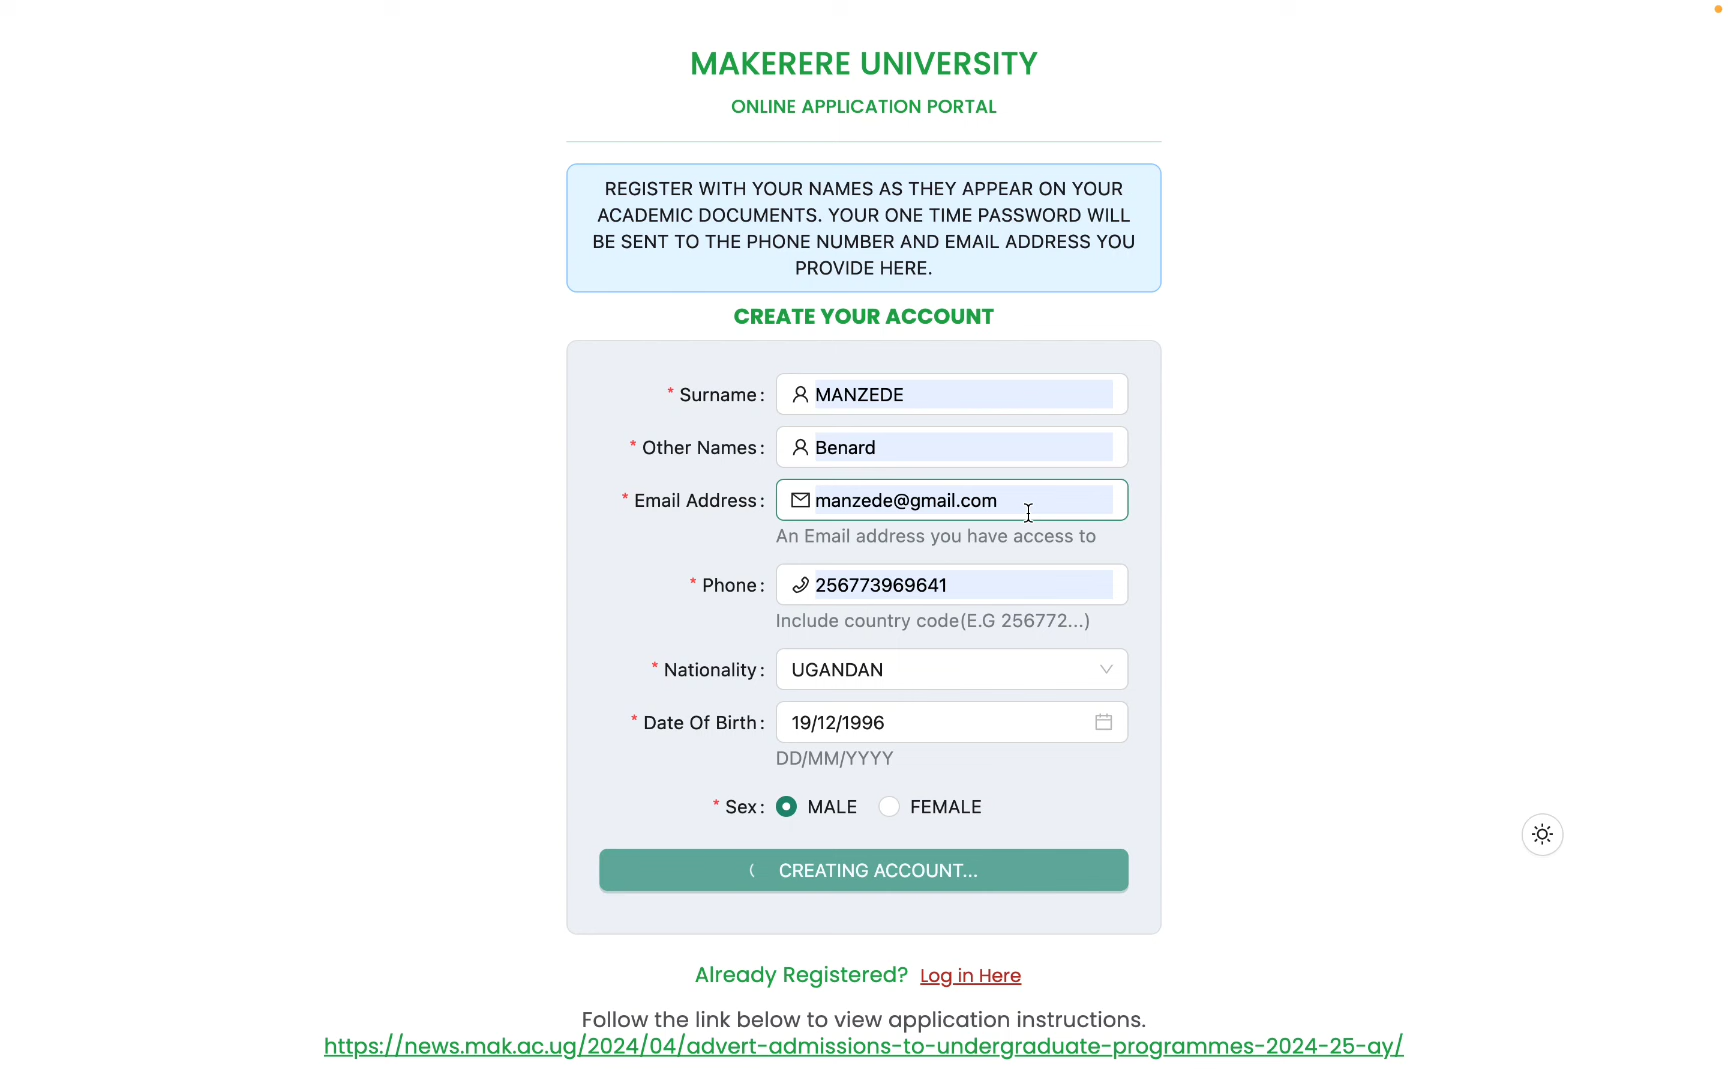 MAKERERE UNIVERSITY
ONLINE APPLICATION PORTAL
REGISTER WITH YOUR NAMES AS THEY APPEAR ON YOUR
ACADEMIC DOCUMENTS. YOUR ONE TIME PASSWORD WILL
BE SENT TO THE PHONE NUMBER AND EMAIL ADDRESS YOU
PROVIDE HERE.
CREATE YOUR ACCOUNT
* Surname: MANZEDE
* Other Names: Benard
* Email Address: manzede@gmail.com
An Email address you have access to
* Phone: 256773969641
Include country code(E.G 256772...)
* Nationality: UGANDAN
* Date Of Birth: 19/12/1996
DD/MM/YYYY
* Sex: MALE FEMALE
CREATING ACCOUNT...
Already Registered? Log in Here
Follow the link below to view application instructions.
https://news.mak.ac.ug/2024/04/advert-admissions-to-undergraduate-programmes-2024-25-ay/